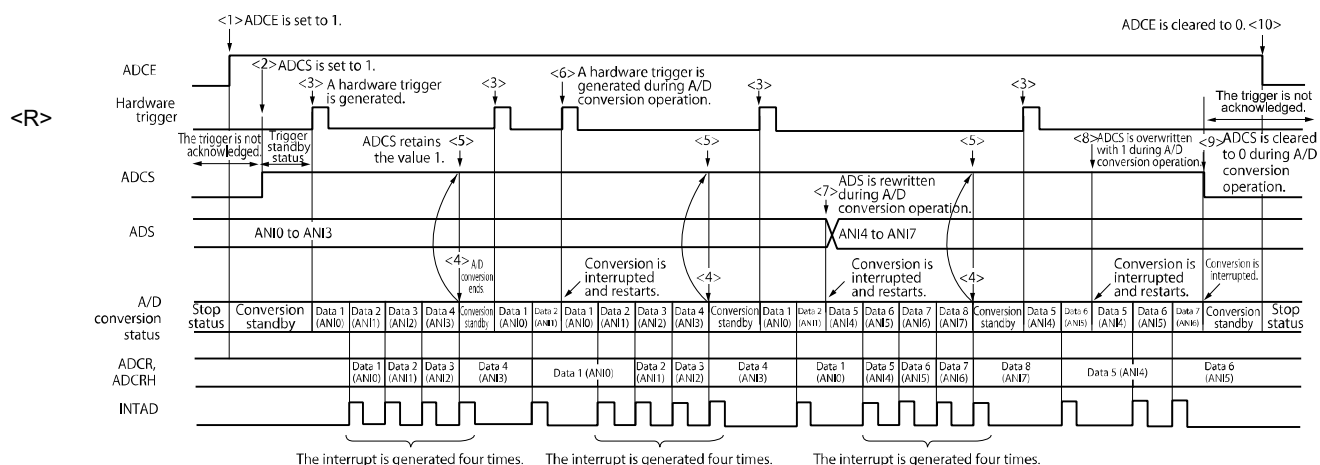 <1> ADCE is set to 1.
ADCE is cleared to 0. <10>
ADCE
<2> ADCS is set to 1.
<3> A hardware trigger
is generated.
<3>
<6> A hardware trigger is
generated during A/D
conversion operation.
<3>
<3>
The trigger is not
acknowledged.
<R>
Hardware
trigger
The trigger is not
acknowledged.
Trigger
standby
status
ADCS retains
the value 1.
<5>
<5>
<5>
<8> ADCS is overwritten
with 1 during A/D
conversion operation.
<9> ADCS is cleared
to 0 during A/D
conversion
operation.
ADCS
<7> ADS is rewritten
during A/D
conversion operation.
ADS
ANI0 to ANI3
ANI4 to ANI7
<4> A/D
conversion
ends.
Conversion is
interrupted
and restarts.
<4>
Conversion is
interrupted
and restarts.
<4>
Conversion is
interrupted
and restarts.
Conversion is
interrupted.
A/D
conversion
status
Stop
status
Conversion
standby
Data 1
(ANI0)
Data 2
(ANI1)
Data 3
(ANI2)
Data 4
(ANI3)
Conversion
standby
Data 1
(ANI0)
Data 2
(ANI1)
Data 1
(ANI0)
Data 2
(ANI1)
Data 3
(ANI2)
Data 4
(ANI3)
Conversion
standby
Data 1
(ANI0)
Data 2
(ANI1)
Data 5
(ANI4)
Data 6
(ANI5)
Data 7
(ANI6)
Data 8
(ANI7)
Conversion
standby
Data 5
(ANI4)
Data 6
(ANI5)
Data 5
(ANI4)
Data 6
(ANI5)
Data 7
(ANI6)
Conversion
standby
Stop
status
ADCR,
ADCRH
Data 1
(ANI0)
Data 2
(ANI1)
Data 3
(ANI2)
Data 4
(ANI3)
Data 1 (ANI0)
Data 2
(ANI1)
Data 3
(ANI2)
Data 4
(ANI3)
Data 1
(ANI0)
Data 5
(ANI4)
Data 6
(ANI5)
Data 7
(ANI6)
Data 8
(ANI7)
Data 5 (ANI4)
Data 6
(ANI5)
INTAD
The interrupt is generated four times.
The interrupt is generated four times.
The interrupt is generated four times.